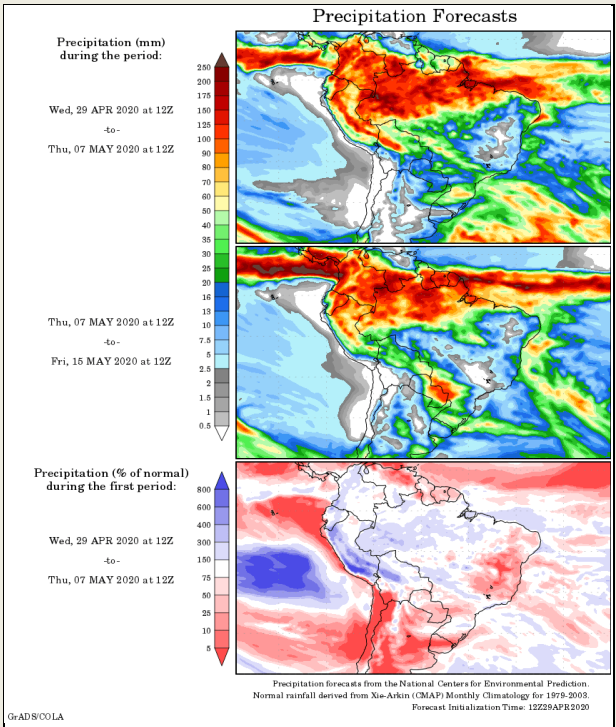 Precipitation Forecasts
Precipitation (mm)
during the period:
Wed, 29 APR 2020 at 12Z
-to-
Thu, 07 MAY 2020 at 12Z
250
200
175
150
125
100
90
80
70
60
50
40
35
30
25
20
16
13
10
7.5
5
2.5
2
1.5
1
0.5
Thu, 07 MAY 2020 at 12Z
-to-
Fri, 15 MAY 2020 at 12Z
Precipitation (% of normal)
during the first period:
Wed, 29 APR 2020 at 12Z
-to-
Thu, 07 MAY 2020 at 12Z
800
600
400
300
150
75
50
25
10
5
Precipitation forecasts from the National Centers for Environmental Prediction.
Normal rainfall derived from Xie-Arkin (CMAP) Monthly Climatology for 1979-2003.
Forecast Initialization Time: 12Z29APR2020
GrADS/COLA